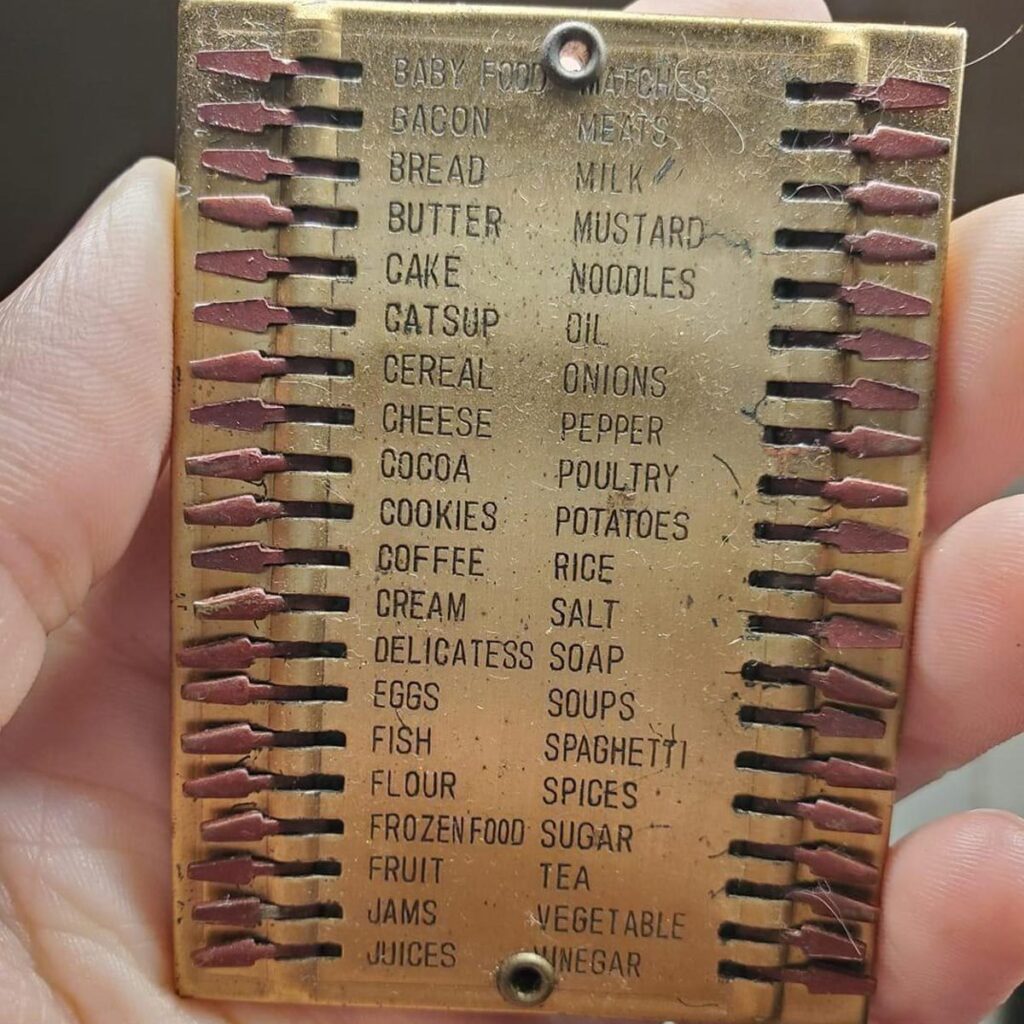 BABY FOOD MATCHES
BACON MEATS
BREAD MILK
BUTTER MUSTARD
CAKE NOODLES
CATSUP OIL
CEREAL ONIONS
CHEESE PEPPER
COCOA POULTRY
COOKIES POTATOES
COFFEE RICE
CREAM SALT
DELICATESS SOAP
EGGS SOUPS
FISH SPAGHETTI
FLOUR SPICES
FROZEN FOOD SUGAR
FRUIT TEA
JAMS VEGETABLE
JUICES VINEGAR